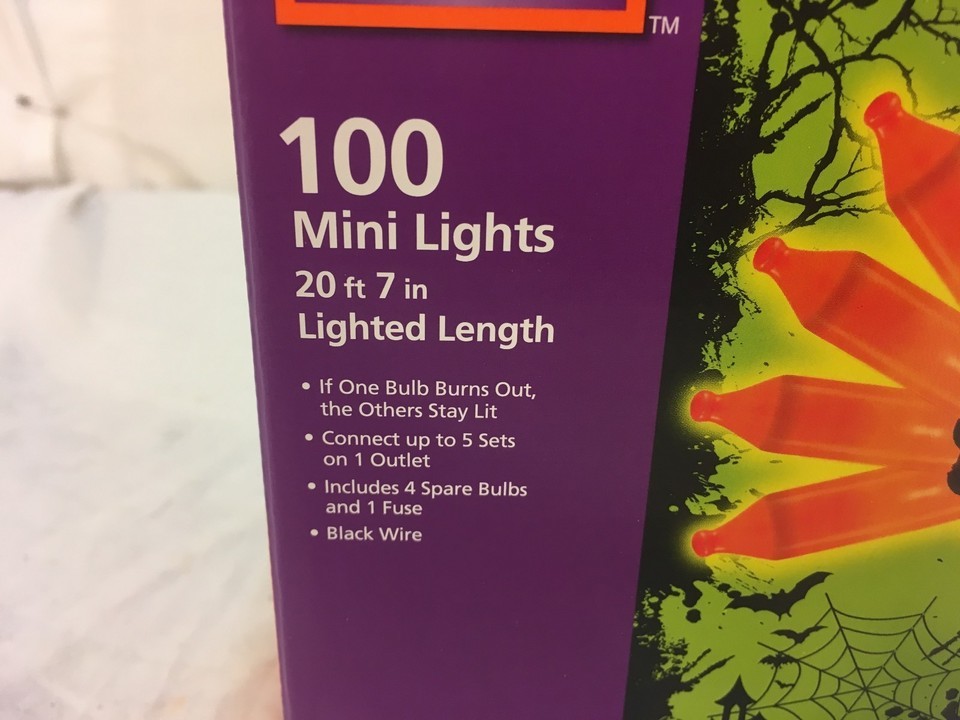 TM
100
Mini Lights
20 ft 7 in
Lighted Length
• If One Bulb Burns Out,
the Others Stay Lit
• Connect up to 5 Sets
on 1 Outlet
• Includes 4 Spare Bulbs
and 1 Fuse
• Black Wire